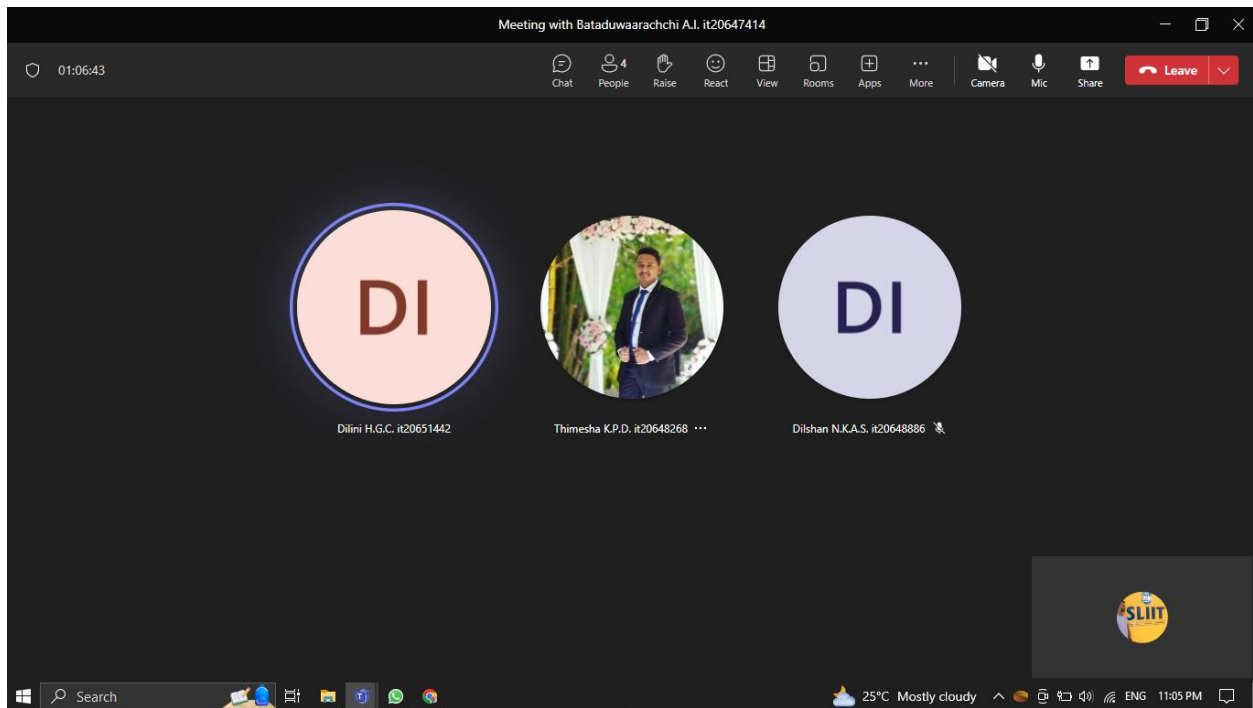 Meeting with Bataduwaarachchi A.I. it20647414
01:06:43
Chat
People 4
Raise
React
View
Rooms
Apps
More
Camera
Mic
Share
Leave
DI
DI
Dilini H.G.C. it20651442
Thimesha K.P.D. it20648268 ···
Dilshan N.K.A.S. it20648886
SLIIT
Search
25°C Mostly cloudy
ENG
11:05 PM